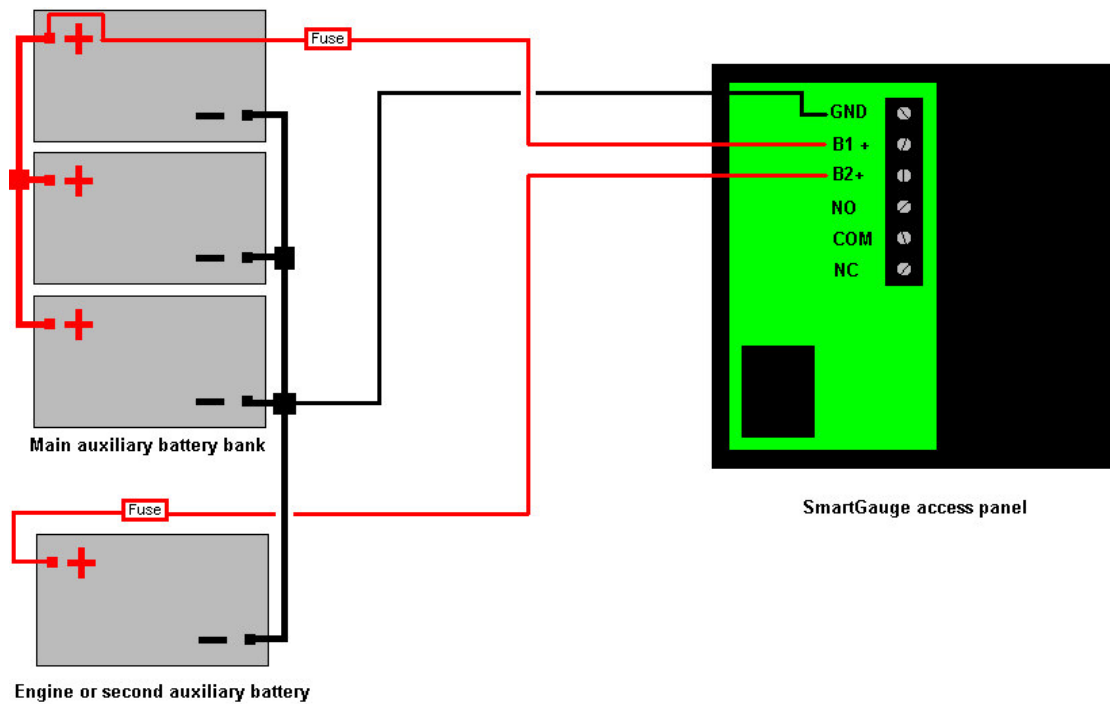 Fuse
GND
B1 +
B2+
NO
COM
NC
Main auxiliary battery bank
Fuse
SmartGauge access panel
Engine or second auxiliary battery